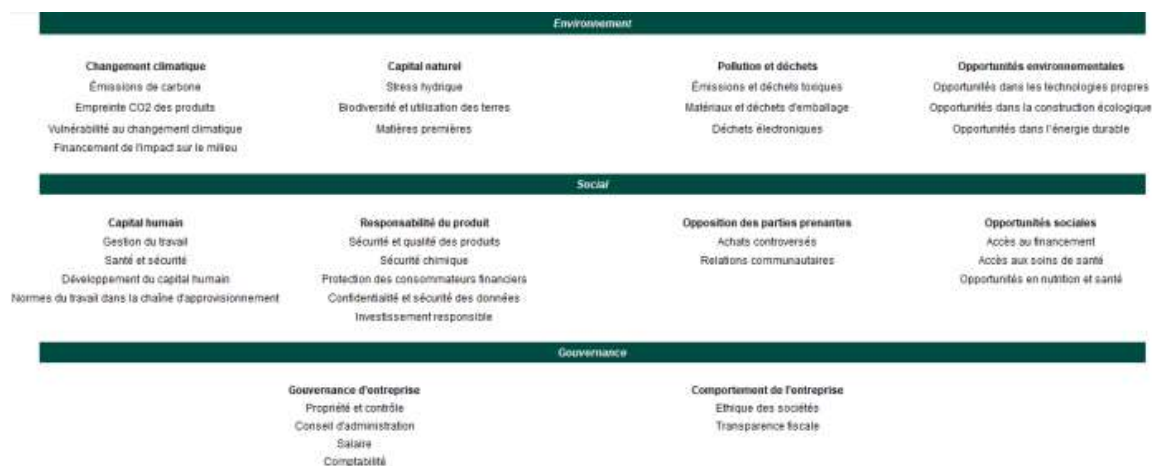 Environnement
Changement climatique
Émissions de carbone
Empreinte CO2 des produits
Vulnérabilité au changement climatique
Financement de l'impact sur le milieu
Capital naturel
Stress hydrique
Biodiversité et utilisation des terres
Matières premières
Pollution et déchets
Émissions et déchets toxiques
Matériaux et déchets d'emballage
Déchets électroniques
Opportunités environnementales
Opportunités dans les technologies propres
Opportunités dans la construction écologique
Opportunités dans l'énergie durable
Social
Capital humain
Gestion du travail
Santé et sécurité
Développement du capital humain
Normes du travail dans la chaîne d'approvisionnement
Responsabilité du produit
Sécurité et qualité des produits
Sécurité chimique
Protection des consommateurs financiers
Confidentialité et sécurité des données
Investissement responsable
Opposition des parties prenantes
Achats controversés
Relations communautaires
Opportunités sociales
Accès au financement
Accès aux soins de santé
Opportunités en nutrition et santé
Gouvernance
Gouvernance d'entreprise
Propriété et contrôle
Conseil d'administration
Salaire
Comptabilité
Comportement de l'entreprise
Ethique des sociétés
Transparence fiscale